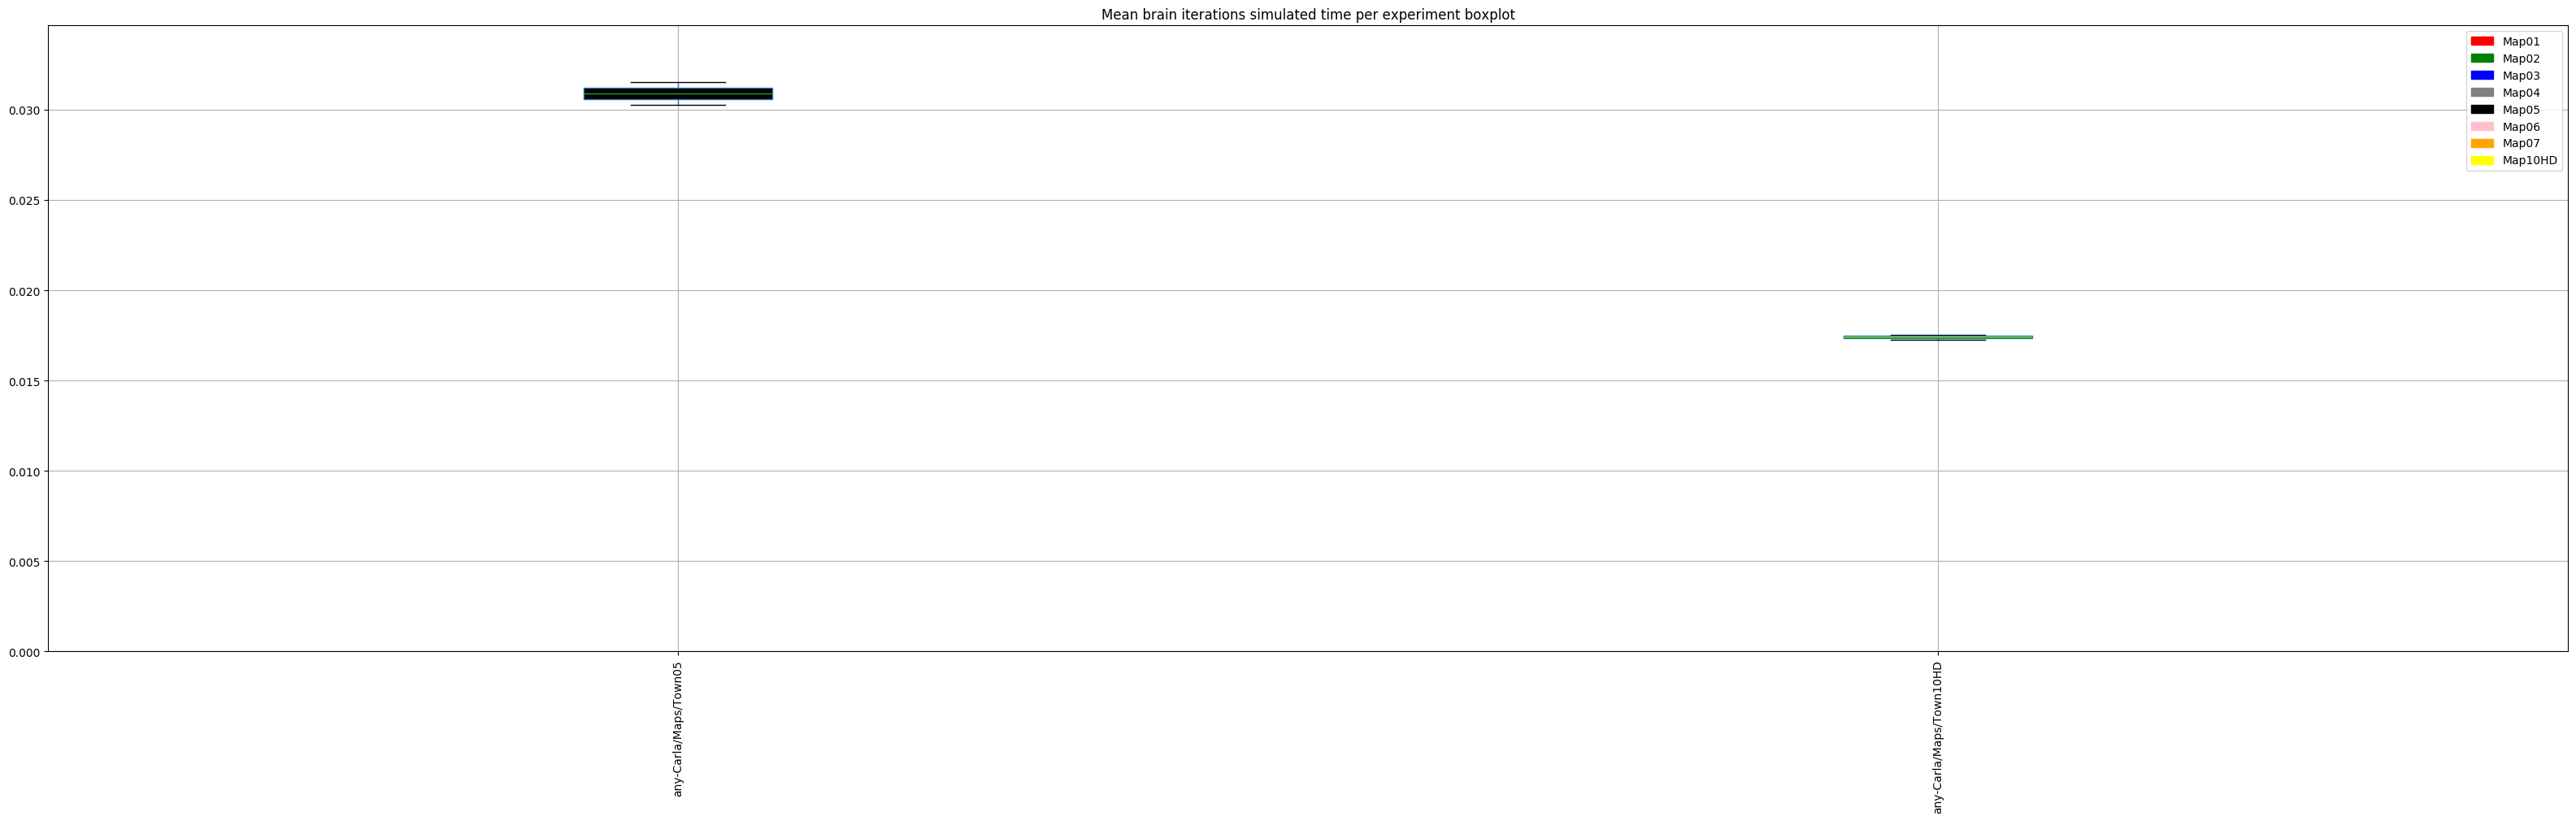 Mean brain iterations simulated time per experiment boxplot
Map01
Map02
Map03
Map04
Map05
Map06
Map07
Map10HD
0.030
0.025
0.020
0.015
0.010
0.005
0.000
any-Carla/Maps/Town05
any-Carla/Maps/Town10HD